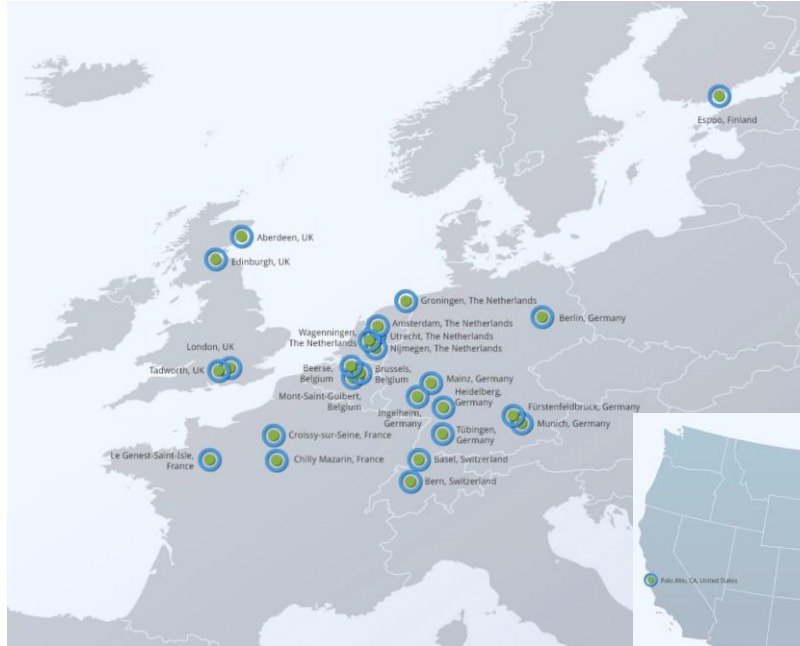 Espoo, Finland
Aberdeen, UK
Edinburgh, UK
Groningen, The Netherlands
Berlin, Germany
Amsterdam, The Netherlands
Wagenningen,
The Netherlands
Utrecht, The Netherlands
Nijmegen, The Netherlands
London, UK
Tadworth, UK
Beerse,
Belgium
Brussels,
Belgium
Mont-Saint-Guibert,
Belgium
Mainz, Germany
Heidelberg,
Germany
Ingelheim,
Germany
Fürstenfeldbruck, Germany
Munich, Germany
Tübingen,
Germany
Croissy-sur-Seine, France
Le Genest-Saint-Isle,
France
Chilly Mazarin, France
Basel, Switzerland
Bern, Switzerland
Palo Alto, CA, United States